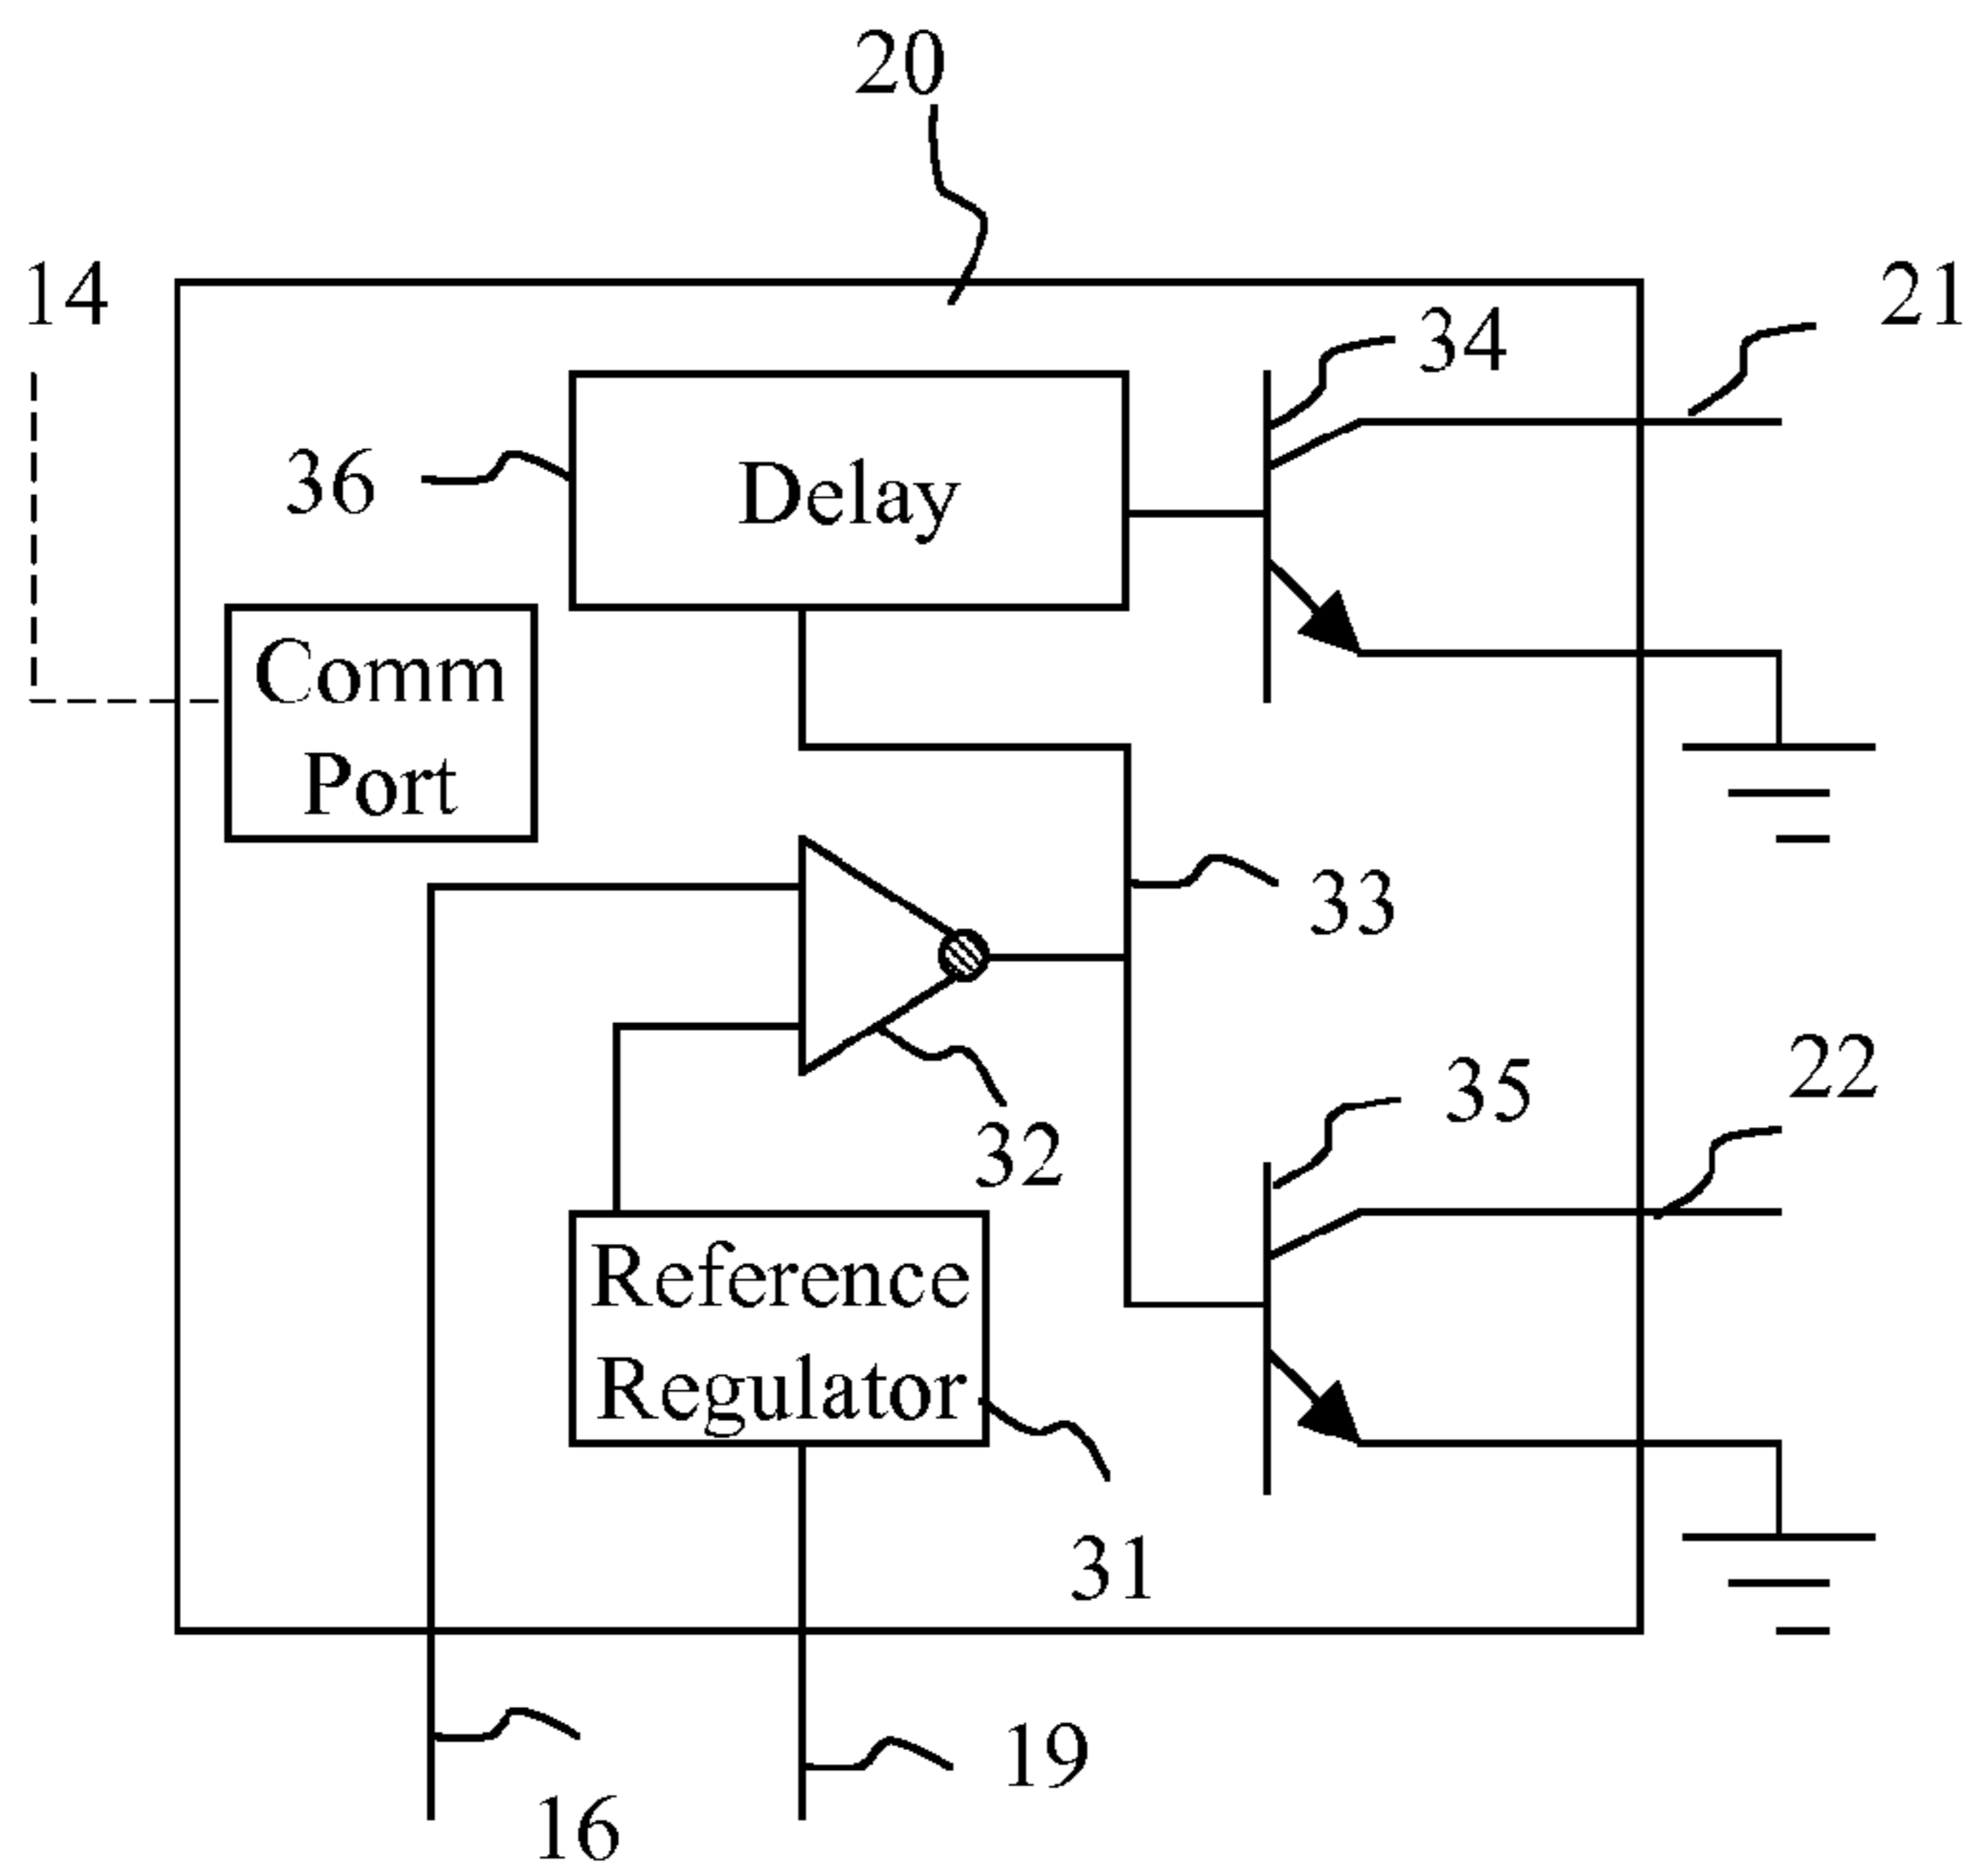 20
14
21
34
36
Delay
Comm
Port
33
35
22
32
Reference
Regulator
31
19
16